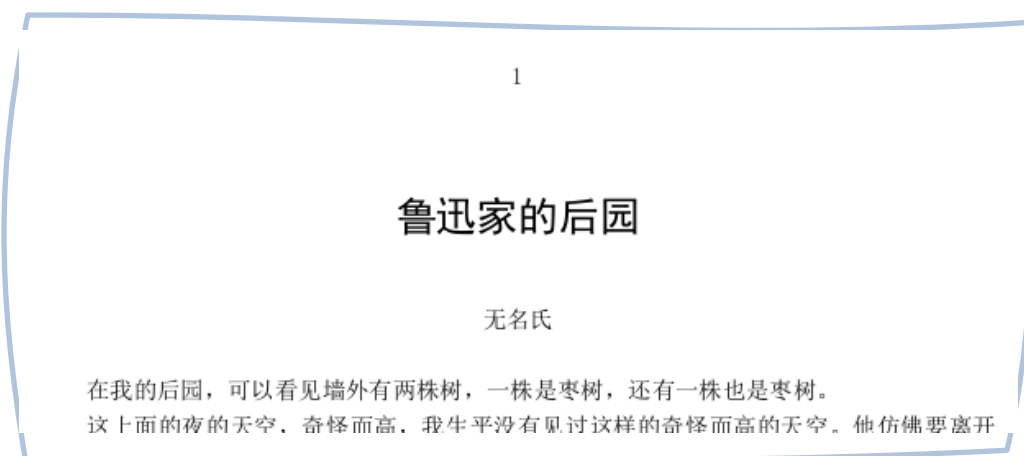 1
鲁迅家的后园
无名氏
在我的后园，可以看见墙外有两株树，一株是枣树，还有一株也是枣树。
这上面的夜的天空，奇怪而高，我生平没有见过这样的奇怪而高的天空。他仿佛要离开